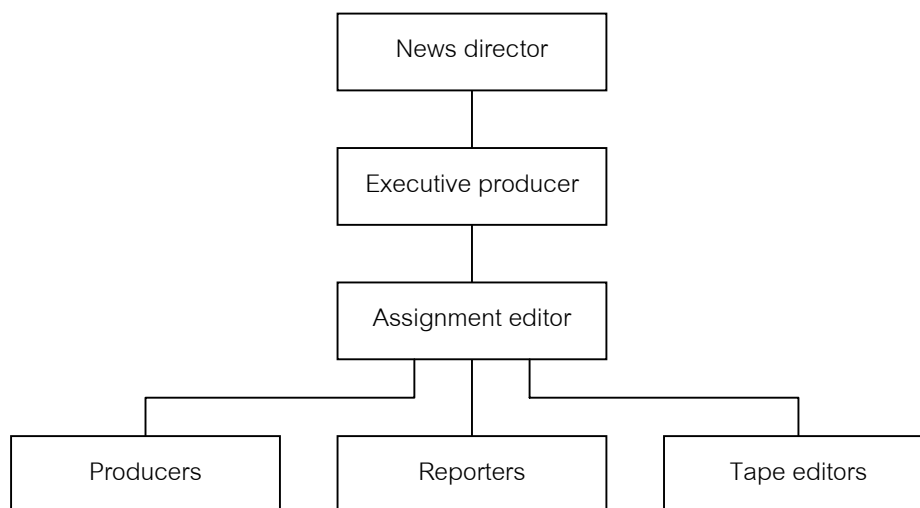 News director
Executive producer
Assignment editor
Producers
Reporters
Tape editors